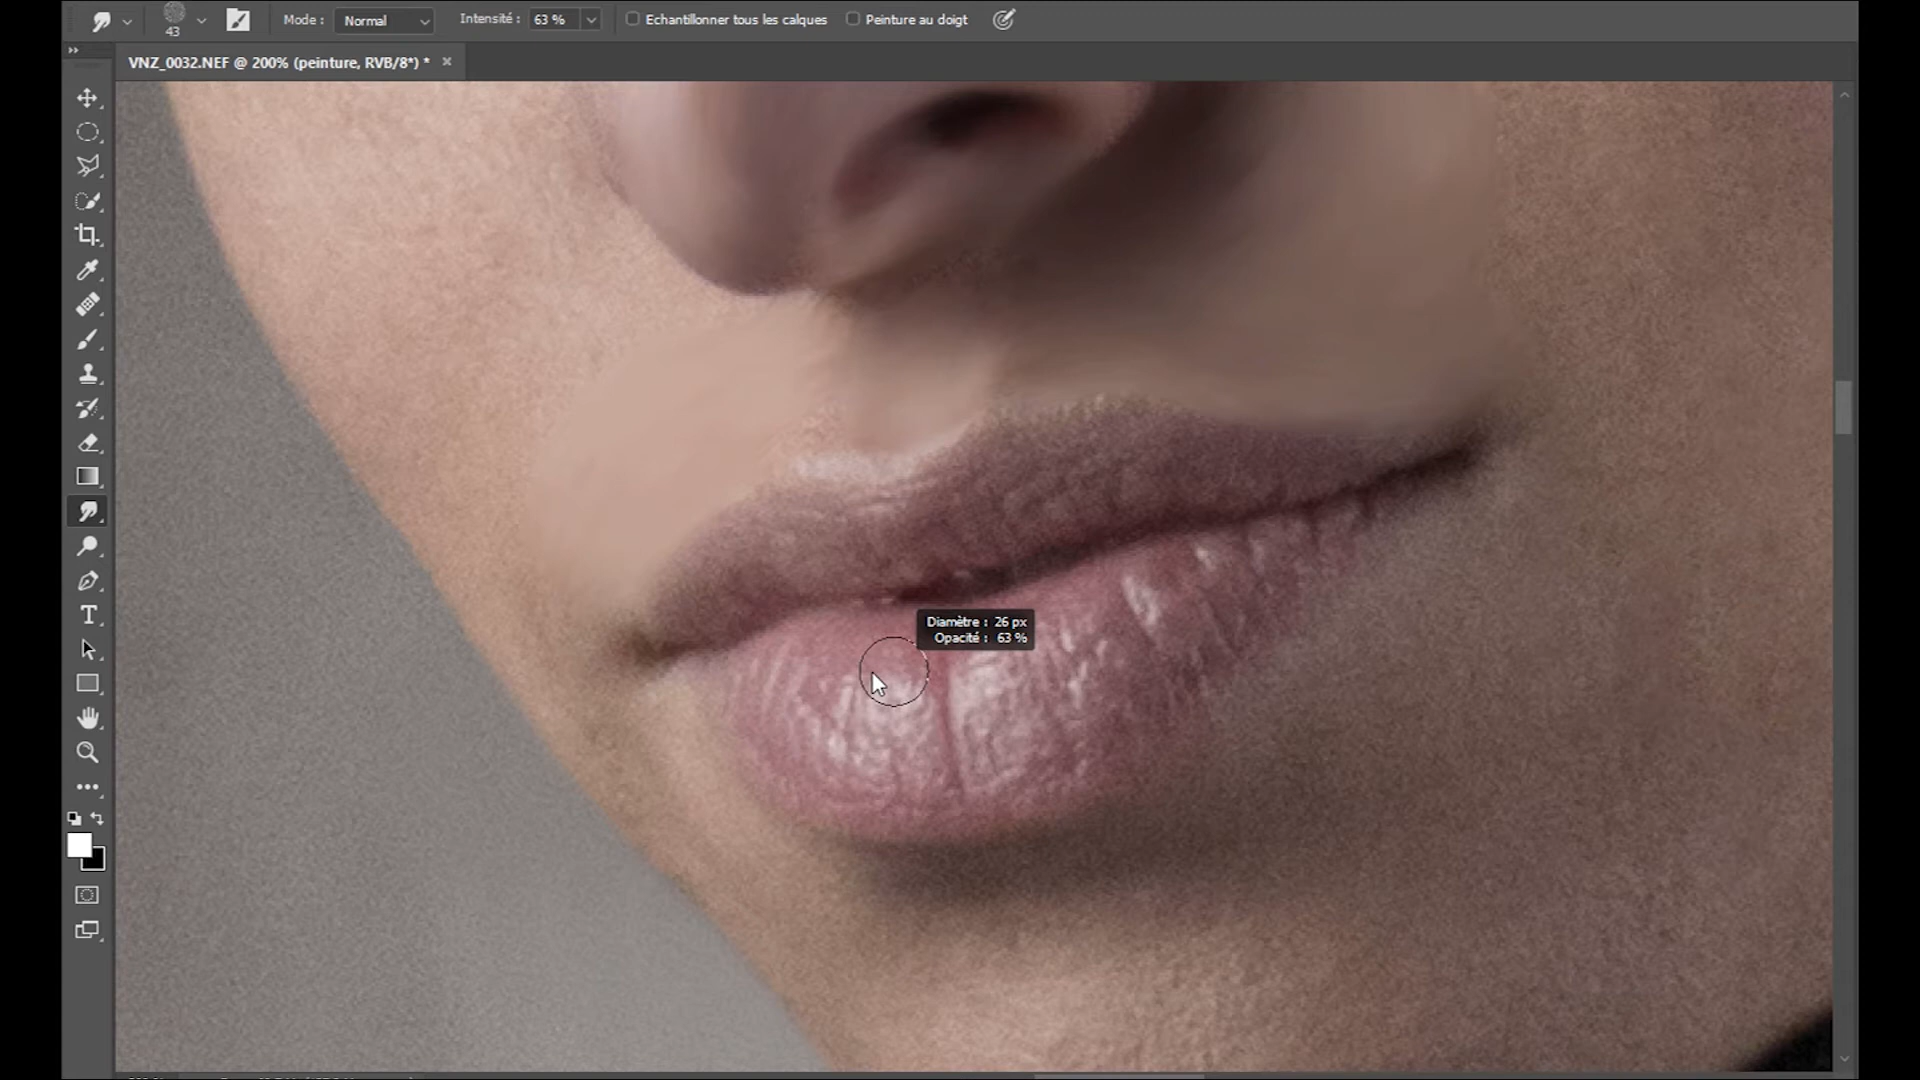 Mode : Normal Intensité : 63 % Echantillonner tous les calques Peinture au doigt
43
VNZ_0032.NEF @ 200% (peinture, RVB/8*) * ×
Diamètre : 26 px
Opacité : 63 %